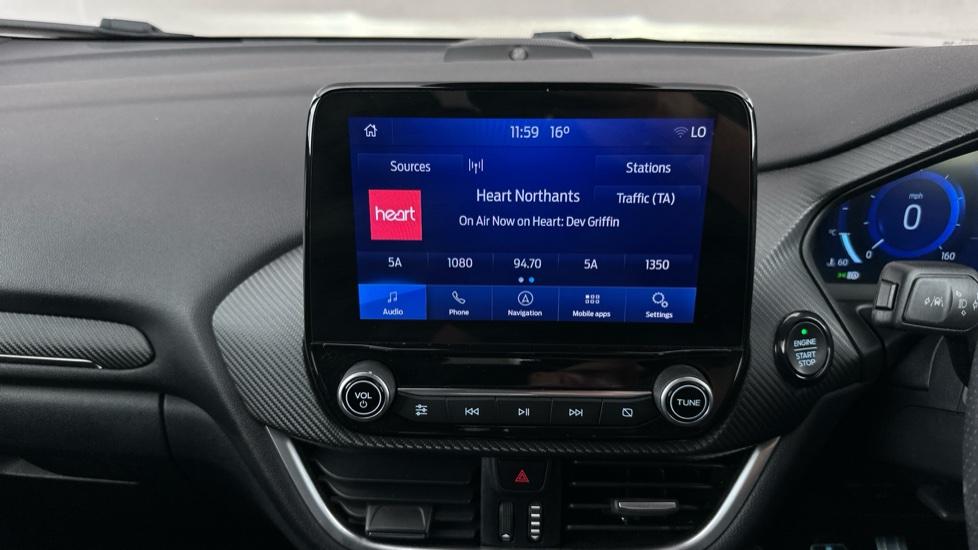 11:59 16° LO
Sources Stations
Heart Northants Traffic (TA)
heart
On Air Now on Heart: Dev Griffin
5A 1080 94.70 5A 1350
Audio Phone Navigation Mobile apps Settings
VOL
TUNE
ENGINE
START
STOP
mph
0
0 160
°C
60